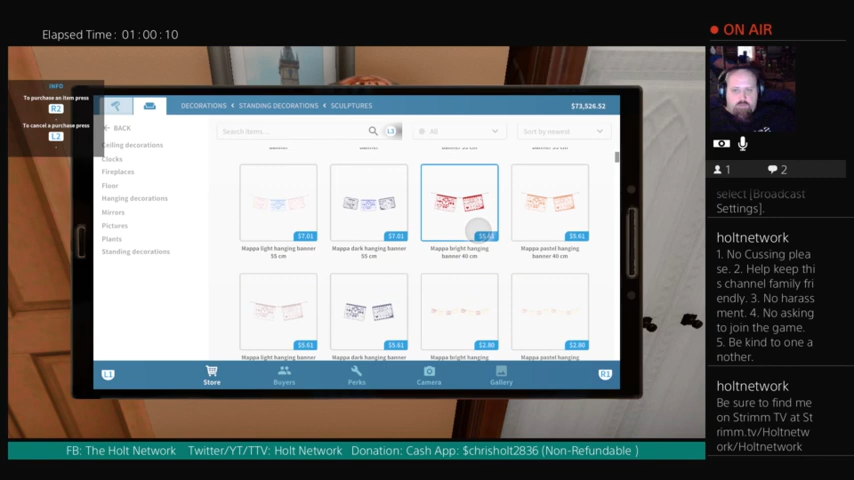 Elapsed Time: 01:00:10
ON AIR
INFO
To purchase an item press
R2
To cancel a purchase press
L2
DECORATIONS < STANDING DECORATIONS < SCULPTURES
$73,526.52
BACK
Search items...
L3
All
Sort by newest
Ceiling decorations
Clocks
Fireplaces
Floor
Hanging decorations
Mirrors
Pictures
Plants
Standing decorations
$7.01
$7.01
$5.61
$5.61
Mappa light hanging banner
55 cm
Mappa dark hanging banner
55 cm
Mappa bright hanging
banner 40 cm
Mappa pastel hanging
banner 40 cm
$5.61
$5.61
$2.80
$2.80
Mappa light hanging banner
Mappa dark hanging banner
Mappa bright hanging
Mappa pastel hanging
L1
Store
Buyers
Perks
Camera
Gallery
R1
1
2
select [Broadcast
Settings].
holtnetwork
1. No Cussing plea
se. 2. Help keep thi
s channel family fri
endly. 3. No harass
ment. 4. No asking
to join the game.
5. Be kind to one a
nother.
holtnetwork
Be sure to find me
on Strimm TV at St
rimm.tv/Holtnetw
ork/Holtnetwork
FB: The Holt Network Twitter/YT/TTV: Holt Network Donation: Cash App: $chrisholt2836 (Non-Refundable )